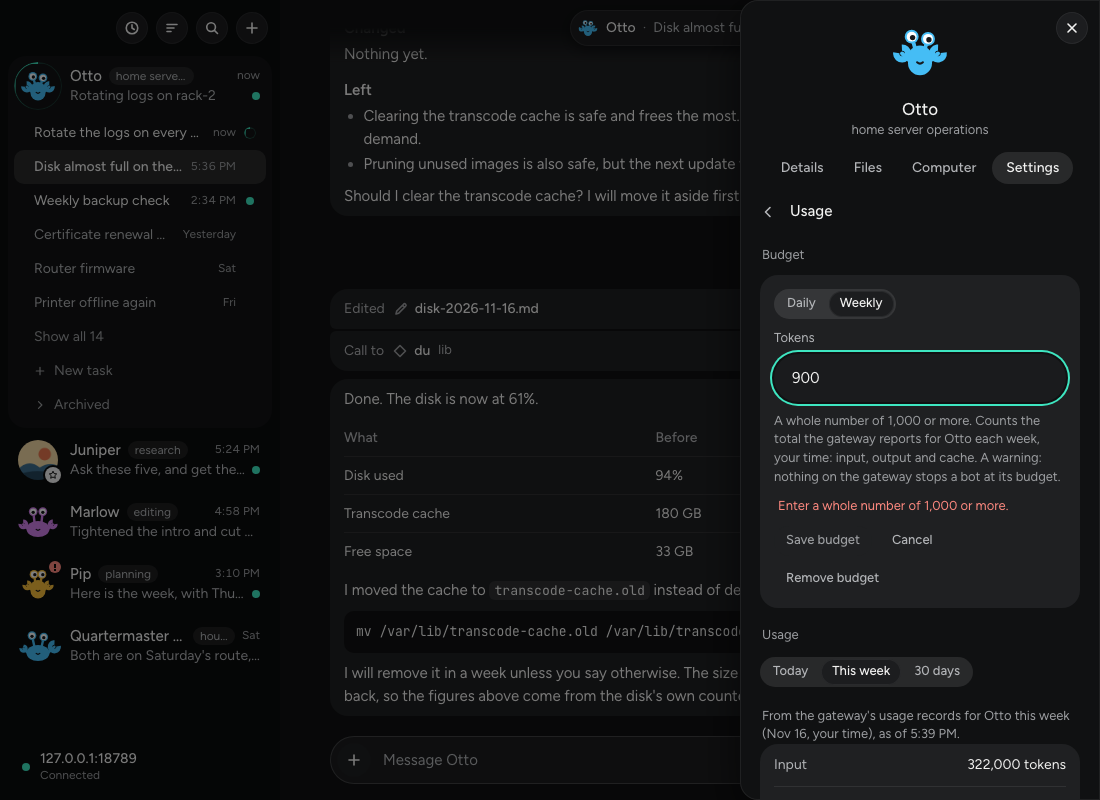 Otto
home serve...
now
Rotating logs on rack-2
Rotate the logs on every ...
now
Disk almost full on the...
5:36 PM
Weekly backup check
2:34 PM
Certificate renewal ...
Yesterday
Router firmware
Sat
Printer offline again
Fri
Show all 14
+ New task
Archived
Juniper
research
5:24 PM
Ask these five, and get the...
Marlow
editing
4:58 PM
Tightened the intro and cut ...
Pip
planning
3:10 PM
Here is the week, with Thu...
Quartermaster ...
hou...
Sat
Both are on Saturday's route,...
127.0.0.1:18789
Connected
Otto · Disk almost fu
Nothing yet.
Left
• Clearing the transcode cache is safe and frees the most.
demand.
• Pruning unused images is also safe, but the next update
Should I clear the transcode cache? I will move it aside first
Edited disk-2026-11-16.md
Call to du lib
Done. The disk is now at 61%.
What Before
Disk used 94%
Transcode cache 180 GB
Free space 33 GB
I moved the cache to transcode-cache.old instead of de
mv /var/lib/transcode-cache.old /var/lib/transcod
I will remove it in a week unless you say otherwise. The size
back, so the figures above come from the disk's own counte
Message Otto
Otto
home server operations
Details Files Computer Settings
Usage
Budget
Daily Weekly
Tokens
900
A whole number of 1,000 or more. Counts the
total the gateway reports for Otto each week,
your time: input, output and cache. A warning:
nothing on the gateway stops a bot at its budget.
Enter a whole number of 1,000 or more.
Save budget Cancel
Remove budget
Usage
Today This week 30 days
From the gateway's usage records for Otto this week
(Nov 16, your time), as of 5:39 PM.
Input 322,000 tokens